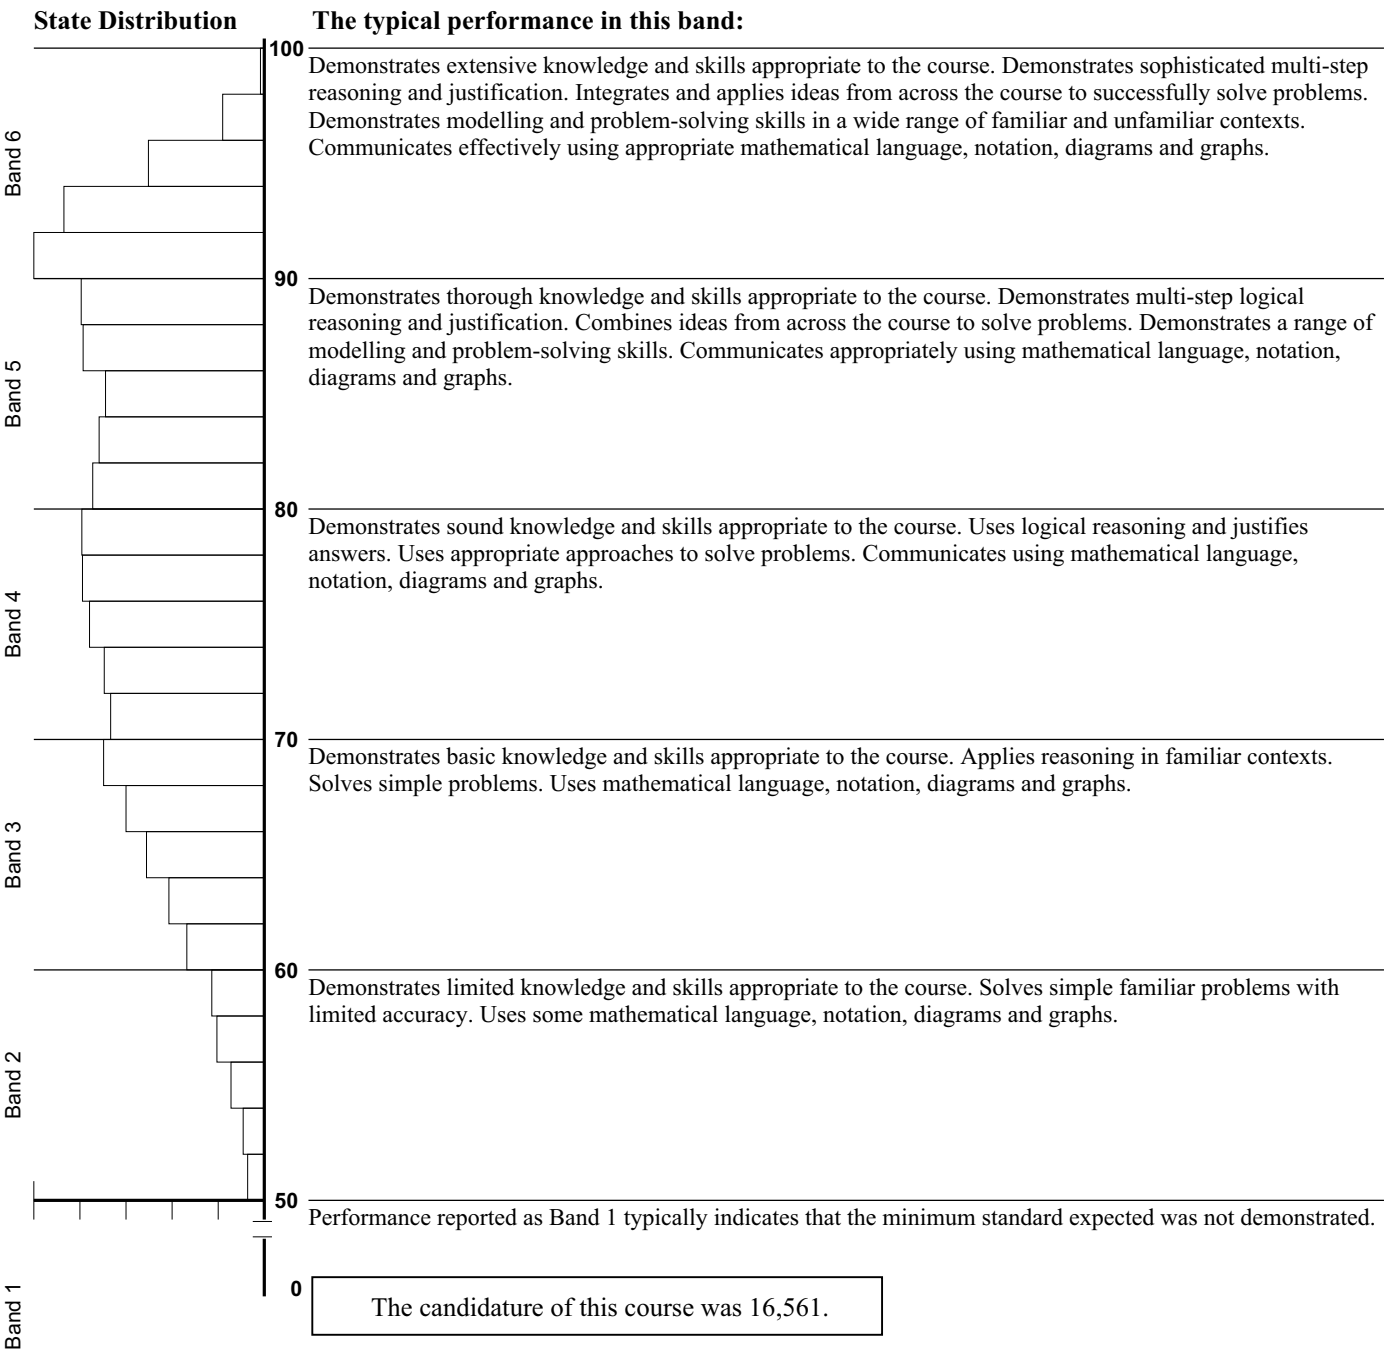 State Distribution
The typical performance in this band:
100
Band 6
Demonstrates extensive knowledge and skills appropriate to the course. Demonstrates sophisticated multi-step
reasoning and justification. Integrates and applies ideas from across the course to successfully solve problems.
Demonstrates modelling and problem-solving skills in a wide range of familiar and unfamiliar contexts.
Communicates effectively using appropriate mathematical language, notation, diagrams and graphs.
90
Band 5
Demonstrates thorough knowledge and skills appropriate to the course. Demonstrates multi-step logical
reasoning and justification. Combines ideas from across the course to solve problems. Demonstrates a range of
modelling and problem-solving skills. Communicates appropriately using mathematical language, notation,
diagrams and graphs.
80
Band 4
Demonstrates sound knowledge and skills appropriate to the course. Uses logical reasoning and justifies
answers. Uses appropriate approaches to solve problems. Communicates using mathematical language,
notation, diagrams and graphs.
70
Band 3
Demonstrates basic knowledge and skills appropriate to the course. Applies reasoning in familiar contexts.
Solves simple problems. Uses mathematical language, notation, diagrams and graphs.
60
Band 2
Demonstrates limited knowledge and skills appropriate to the course. Solves simple familiar problems with
limited accuracy. Uses some mathematical language, notation, diagrams and graphs.
50
Performance reported as Band 1 typically indicates that the minimum standard expected was not demonstrated.
0
Band 1
The candidature of this course was 16,561.